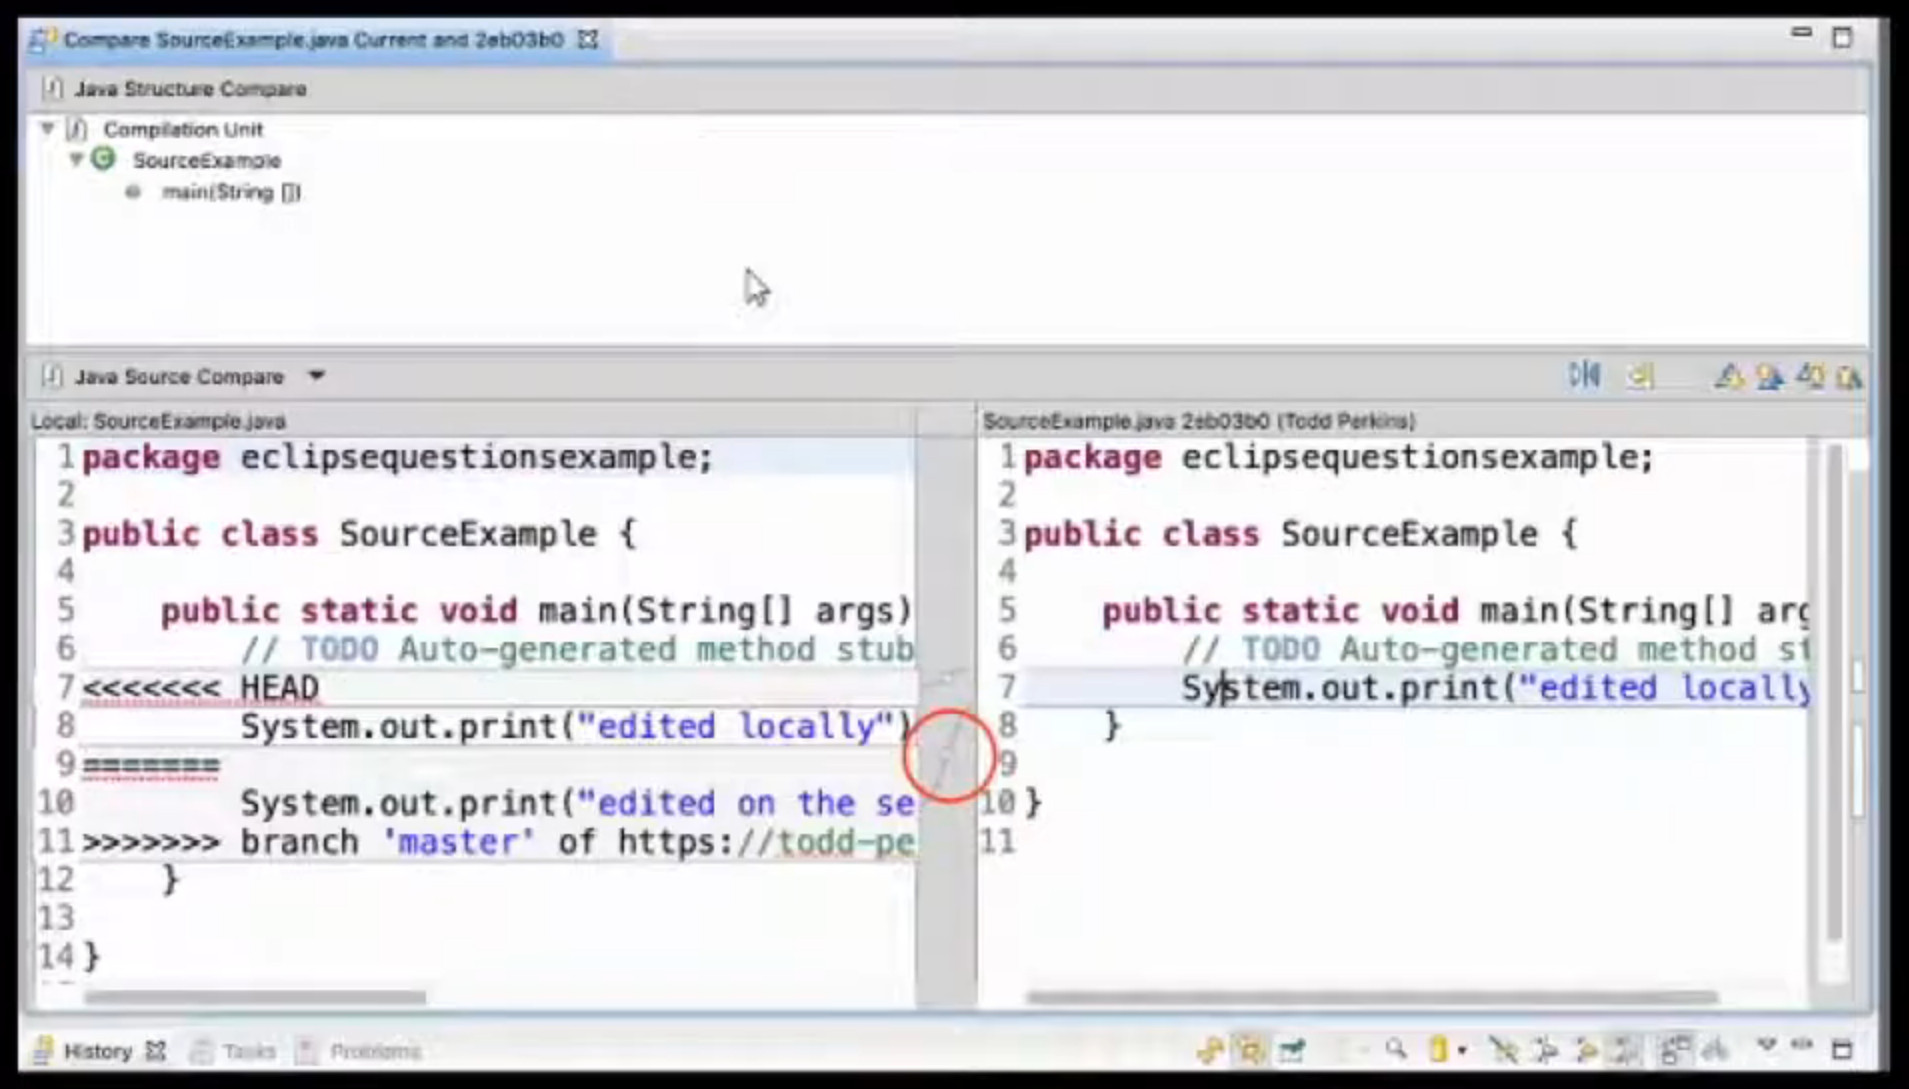 Compare SourceExample.java Current and 2eb03b0
Java Structure Compare
Compilation Unit
SourceExample
main(String [])
Java Source Compare
Local: SourceExample.java
1 package eclipsequestionsexample;
2
3 public class SourceExample {
4
5 public static void main(String[] args)
6 // TODO Auto-generated method stub
7 <<<<<<< HEAD
8 System.out.print("edited locally")
9 =======
10 System.out.print("edited on the se
11 >>>>>>> branch 'master' of https://todd-pe
12 }
13
14 }
SourceExample.java 2eb03b0 (Todd Perkins)
1 package eclipsequestionsexample;
2
3 public class SourceExample {
4
5 public static void main(String[] arg
6 // TODO Auto-generated method st
7 System.out.print("edited locally
8 }
9
10 }
11
History
Tasks
Problems